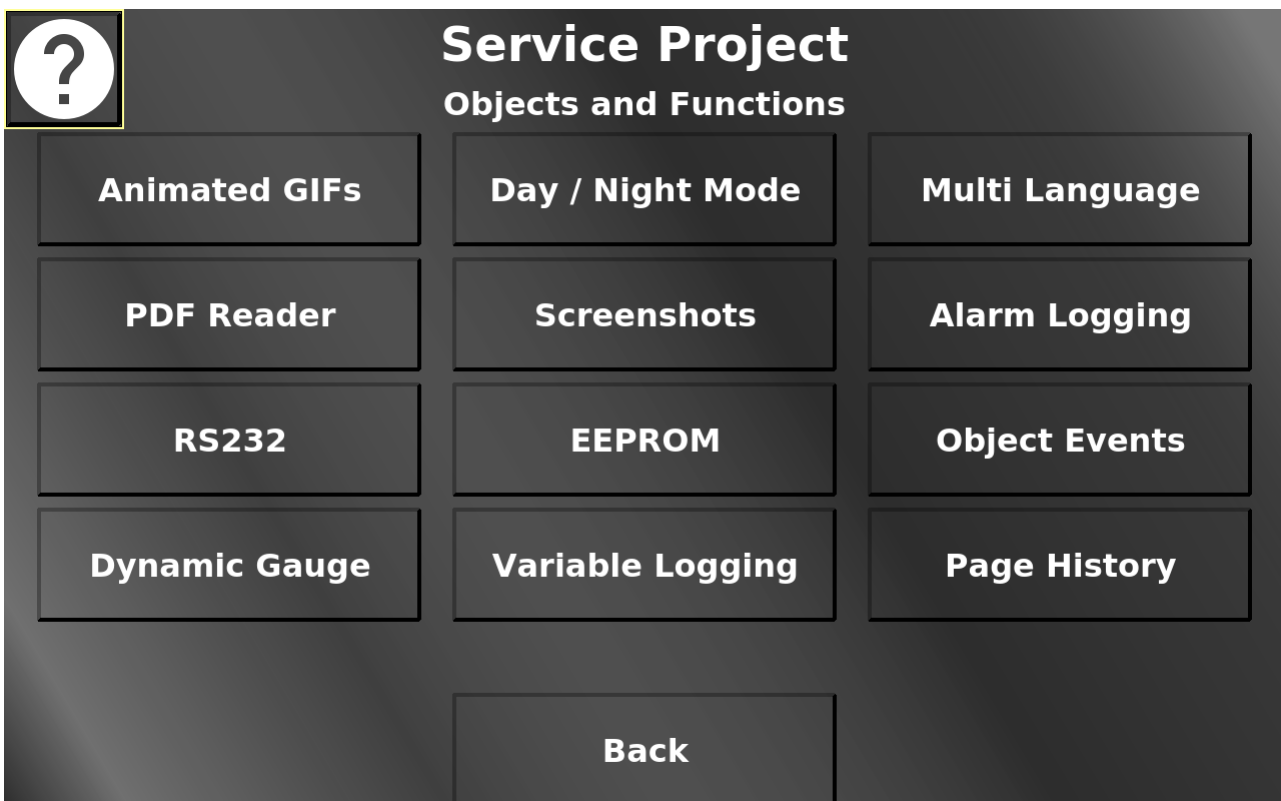 ?
Service Project
Objects and Functions
Animated GIFs
Day / Night Mode
Multi Language
PDF Reader
Screenshots
Alarm Logging
RS232
EEPROM
Object Events
Dynamic Gauge
Variable Logging
Page History
Back